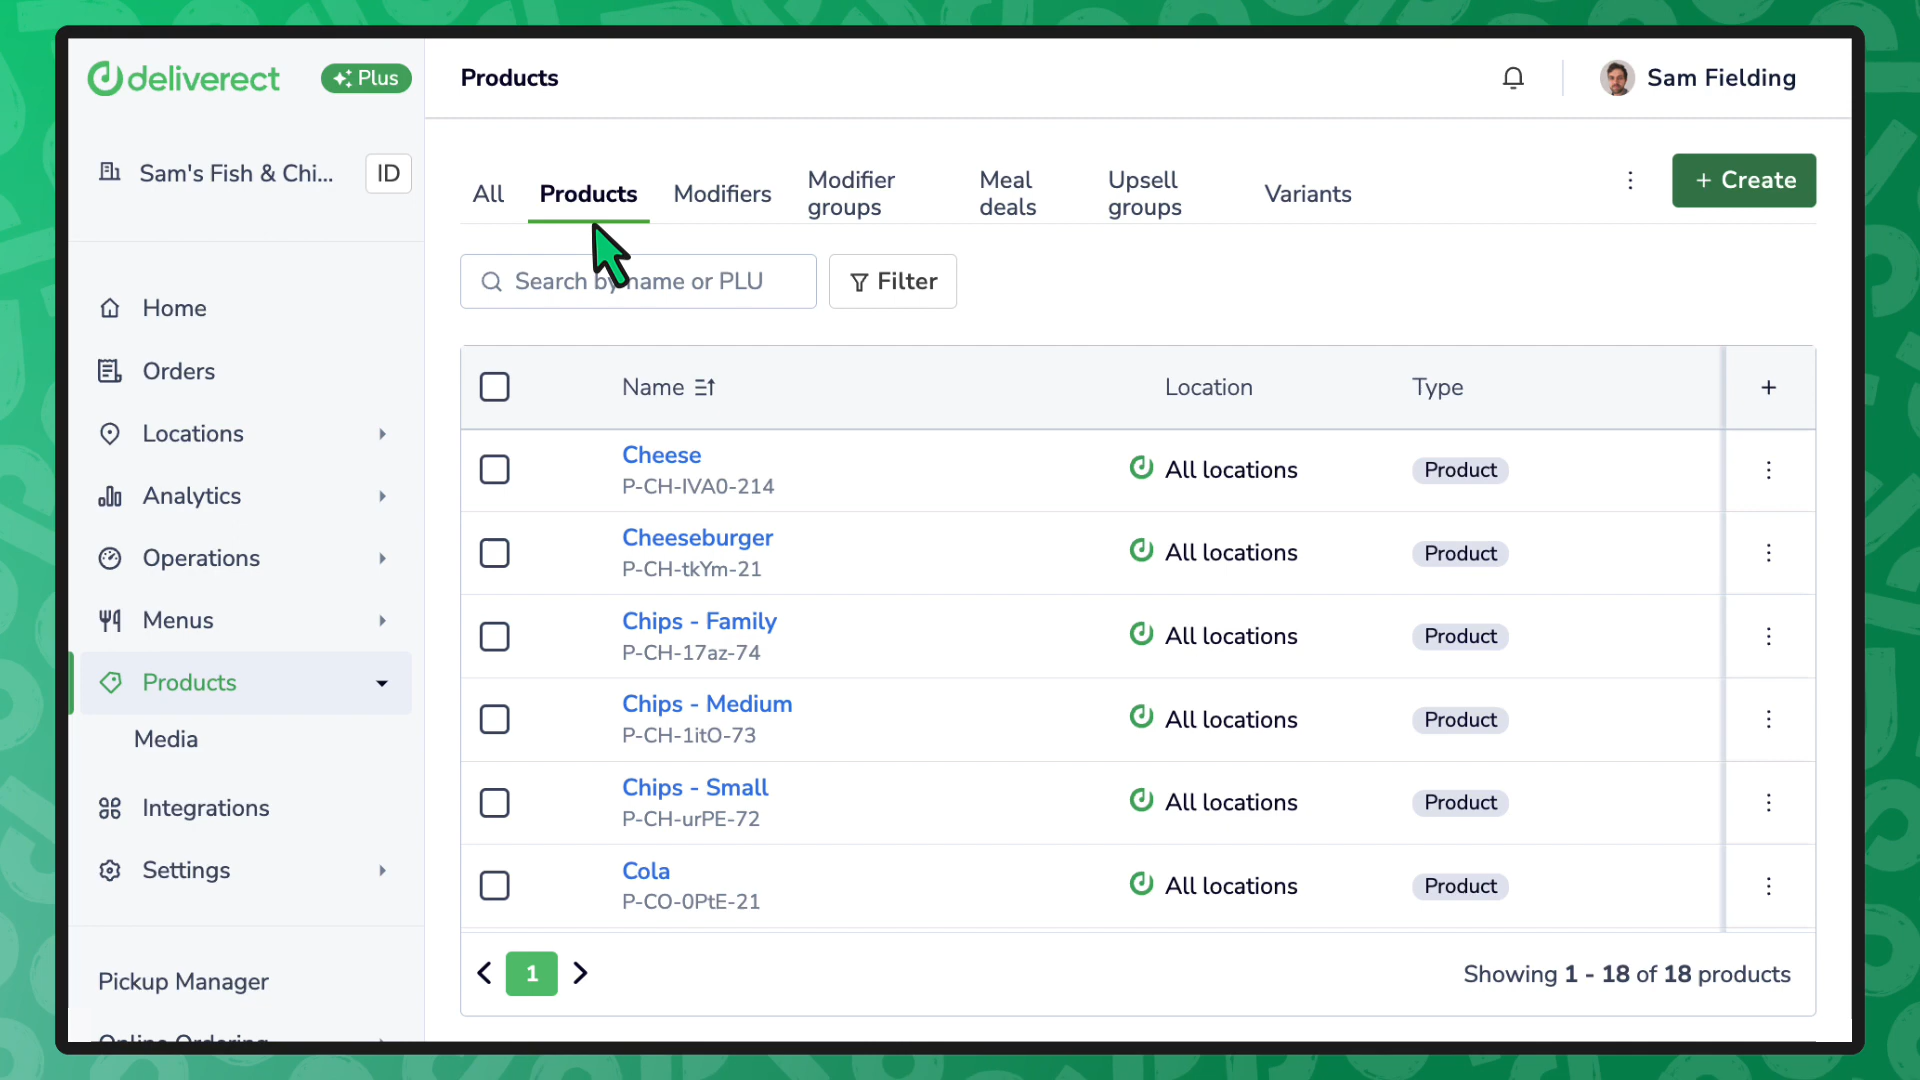 deliverect
Plus
Products
Sam Fielding
Sam's Fish & Chi...
ID
All
Products
Modifiers
Modifier
groups
Meal
deals
Upsell
groups
Variants
+ Create
Search by name or PLU
Filter
Home
Orders
Locations
Analytics
Operations
Menus
Products
Media
Integrations
Settings
Pickup Manager
Online Ordering
Name
Location
Type
+
Cheese
P-CH-IVA0-214
All locations
Product
Cheeseburger
P-CH-tkYm-21
All locations
Product
Chips - Family
P-CH-17az-74
All locations
Product
Chips - Medium
P-CH-1itO-73
All locations
Product
Chips - Small
P-CH-urPE-72
All locations
Product
Cola
P-CO-0PtE-21
All locations
Product
1
Showing 1 - 18 of 18 products